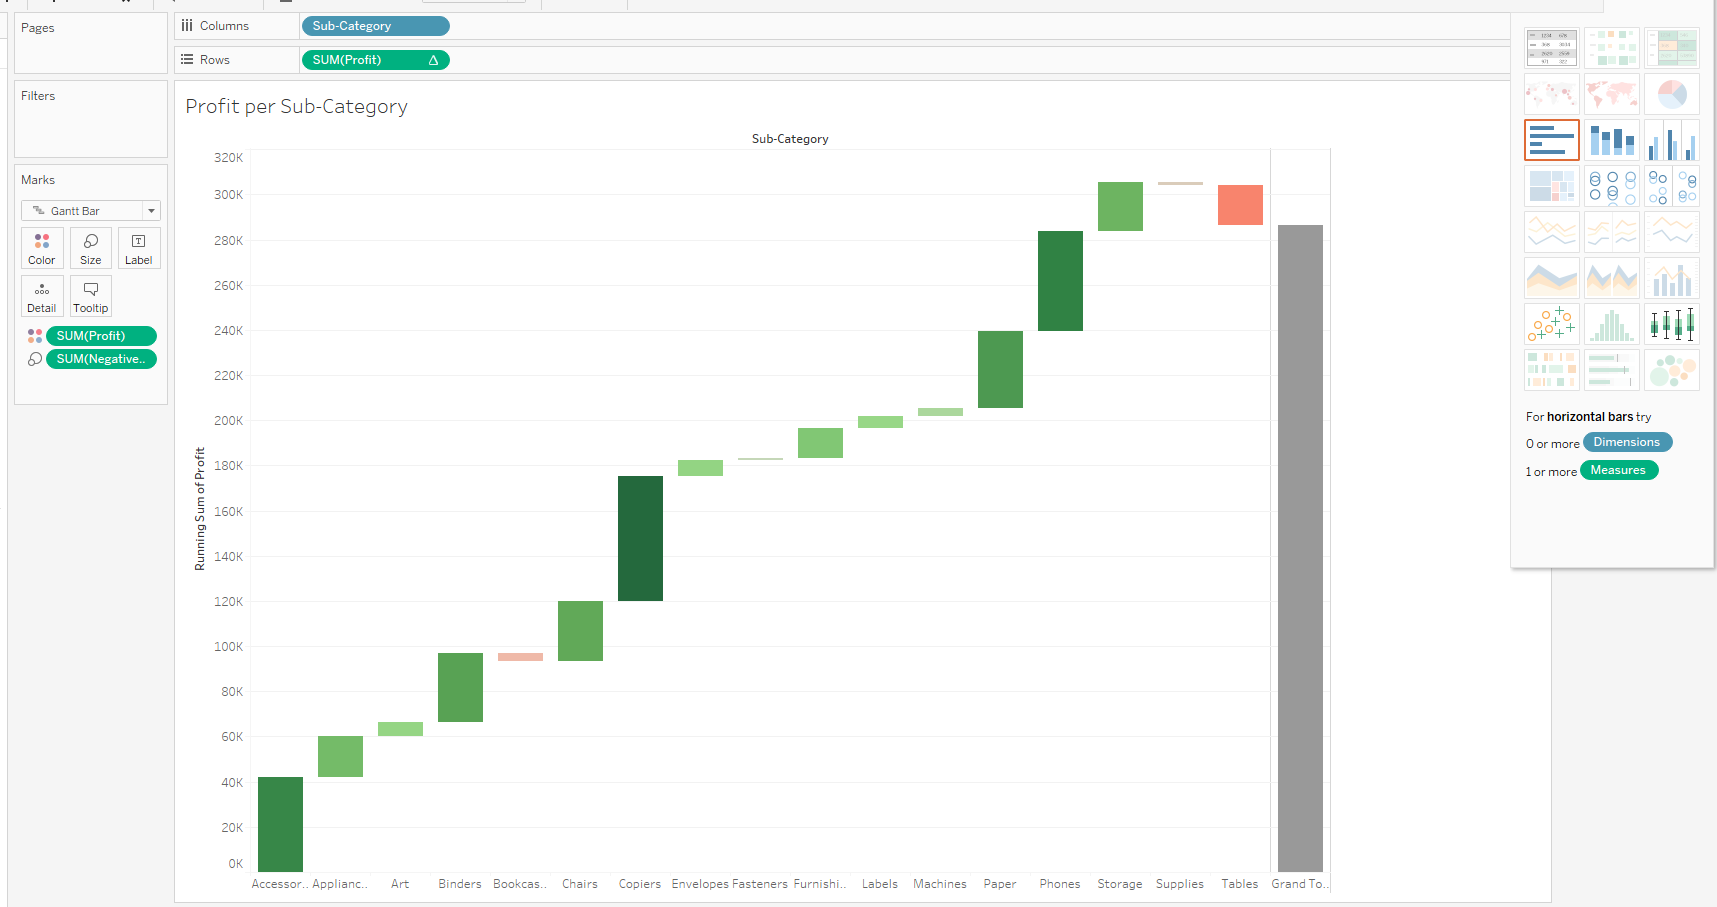 Pages
Columns
Sub-Category
Rows
SUM(Profit)
Filters
Marks
Gantt Bar
Color
Size
Label
Detail
Tooltip
SUM(Profit)
SUM(Negative..
Profit per Sub-Category
Sub-Category
Running Sum of Profit
320K
300K
280K
260K
240K
220K
200K
180K
160K
140K
120K
100K
80K
60K
40K
20K
0K
Accessor.. Applianc.. Art Binders Bookcas.. Chairs Copiers Envelopes Fasteners Furnishi.. Labels Machines Paper Phones Storage Supplies Tables Grand To..
For horizontal bars try
0 or more Dimensions
1 or more Measures